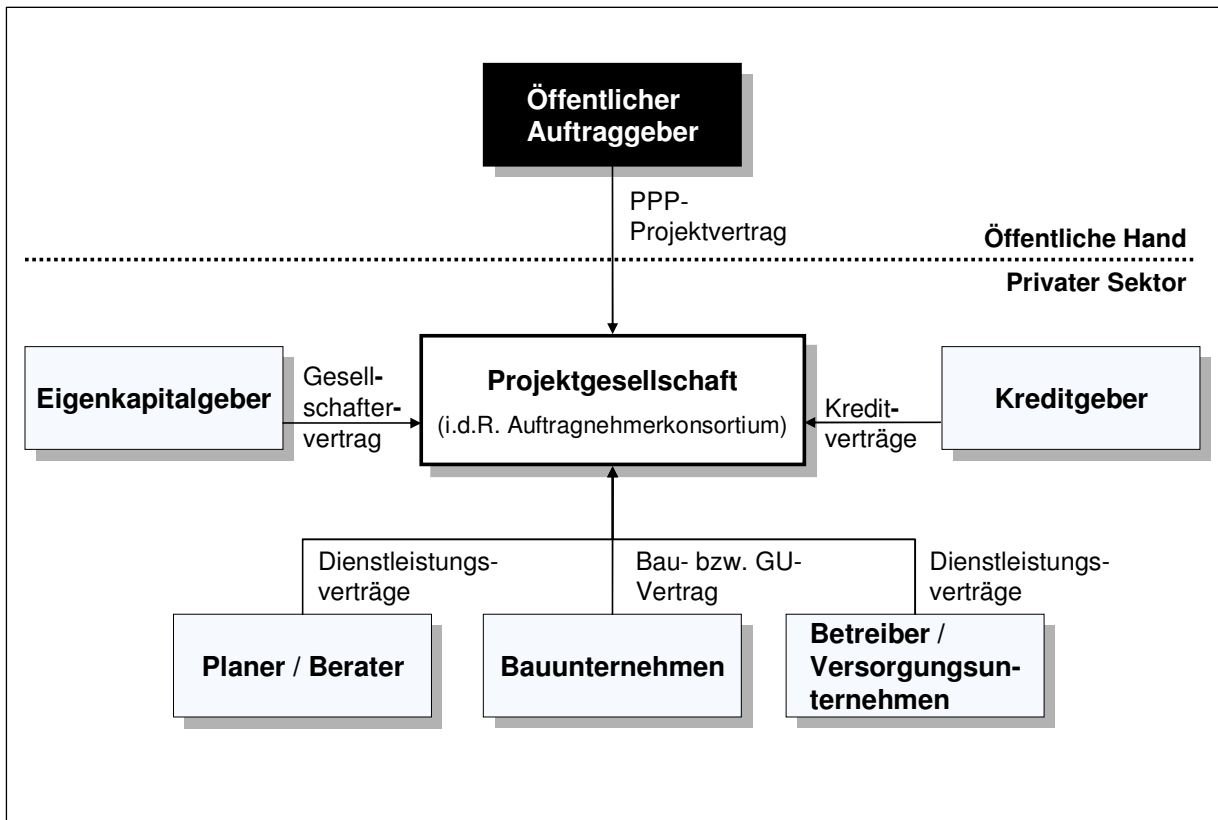 Öffentlicher
Auftraggeber
PPP-
Projektvertrag
Öffentliche Hand
Privater Sektor
Eigenkapitalgeber
Gesell-
schafter-
vertrag
Projektgesellschaft
(i.d.R. Auftragnehmerkonsortium)
Kredit-
verträge
Kreditgeber
Dienstleistungs-
verträge
Bau- bzw. GU-
Vertrag
Dienstleistungs-
verträge
Planer / Berater
Bauunternehmen
Betreiber /
Versorgungsun-
ternehmen